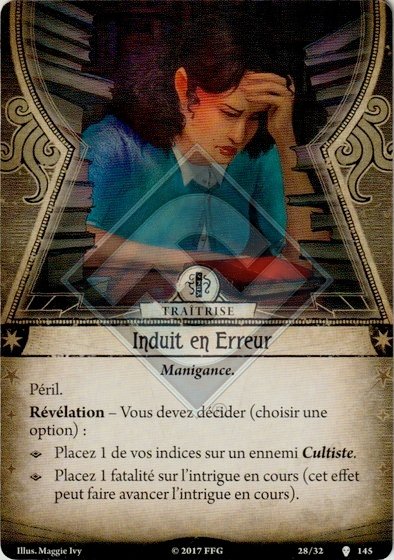 TRAÎTRISE
Induit en Erreur
Manigance.
Péril.
Révélation – Vous devez décider (choisir une
option) :
Placez 1 de vos indices sur un ennemi Cultiste.
Placez 1 fatalité sur l'intrigue en cours (cet effet
peut faire avancer l'intrigue en cours).
Illus. Maggie Ivy © 2017 FFG 28/32 145